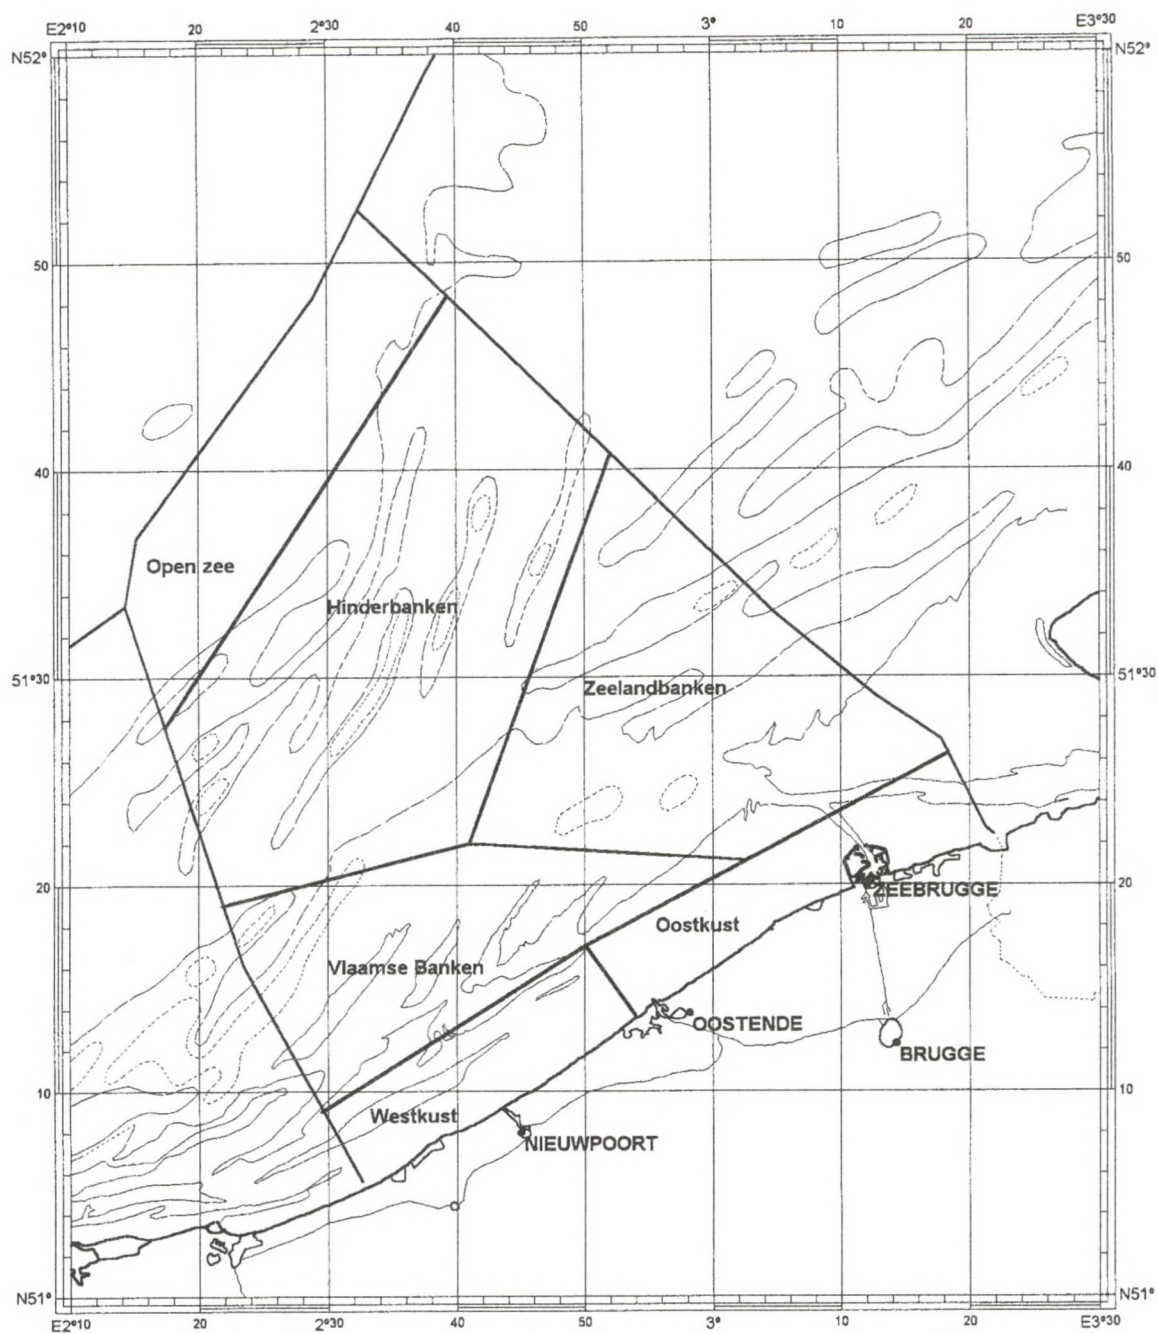 E2°10 20 2°30 40 50 3° 10 20 E3°30
N52° N52°
50 50
40 40
Open zee
Hinderbanken
51°30 51°30
Zeelandbanken
20 20
ZEEBRUGGE
Oostkust
Vlaamse Banken
OOSTENDE
BRUGGE
10 10
Westkust
NIEUWPOORT
N51° N51°
E2°10 20 2°30 40 50 3° 10 20 E3°30